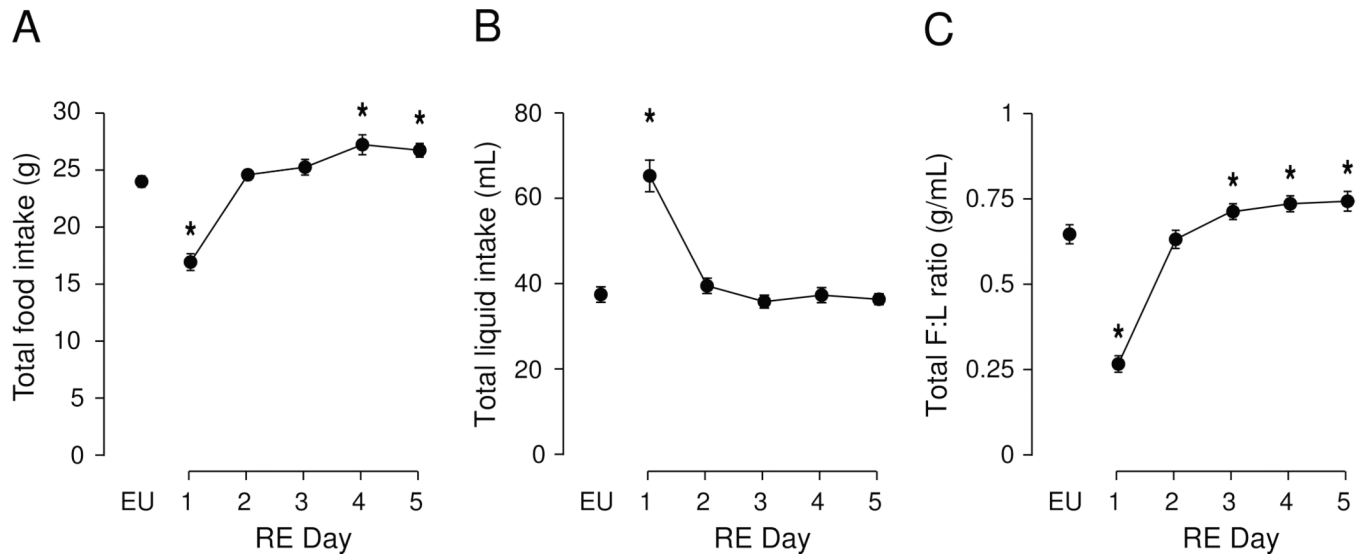 A
Total food intake (g)
30
*
*
25
20
*
15
10
5
0
EU
1 2 3 4 5
RE Day
B
Total liquid intake (mL)
80
*
60
40
20
0
EU
1 2 3 4 5
RE Day
C
Total F:L ratio (g/mL)
1
* * *
0.75
0.5
*
0.25
0
EU
1 2 3 4 5
RE Day